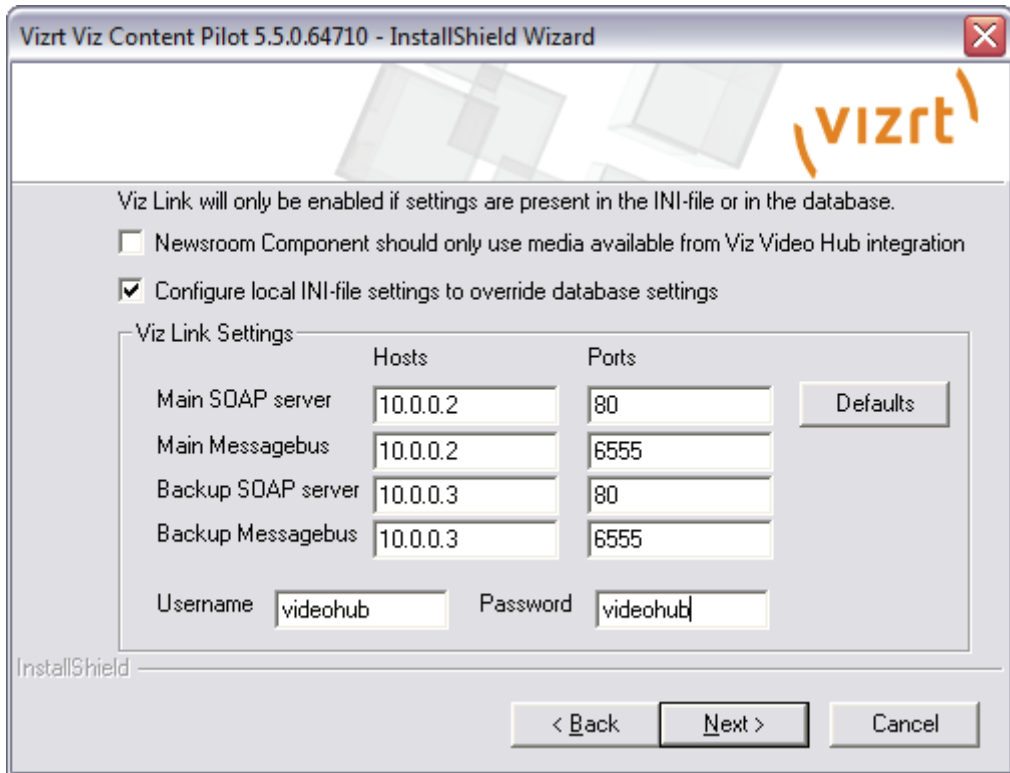 Vizrt Viz Content Pilot 5.5.0.64710 - InstallShield Wizard
vizrt
Viz Link will only be enabled if settings are present in the INI-file or in the database.
Newsroom Component should only use media available from Viz Video Hub integration
Configure local INI-file settings to override database settings
Viz Link Settings
Hosts Ports
Main SOAP server 10.0.0.2 80 Defaults
Main Messagebus 10.0.0.2 6555
Backup SOAP server 10.0.0.3 80
Backup Messagebus 10.0.0.3 6555
Username videohub Password videohub
InstallShield
< Back Next > Cancel